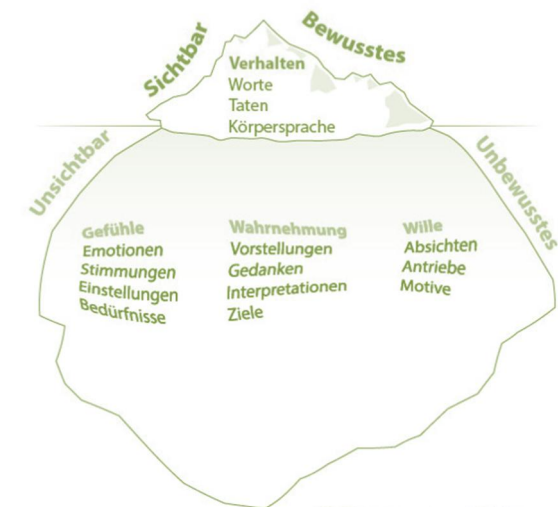 Sichtbar
Bewusstes
Verhalten
Worte
Taten
Körpersprache
Unsichtbar
Unbewusstes
Gefühle
Emotionen
Stimmungen
Einstellungen
Bedürfnisse
Wahrnehmung
Vorstellungen
Gedanken
Interpretationen
Ziele
Wille
Absichten
Antriebe
Motive